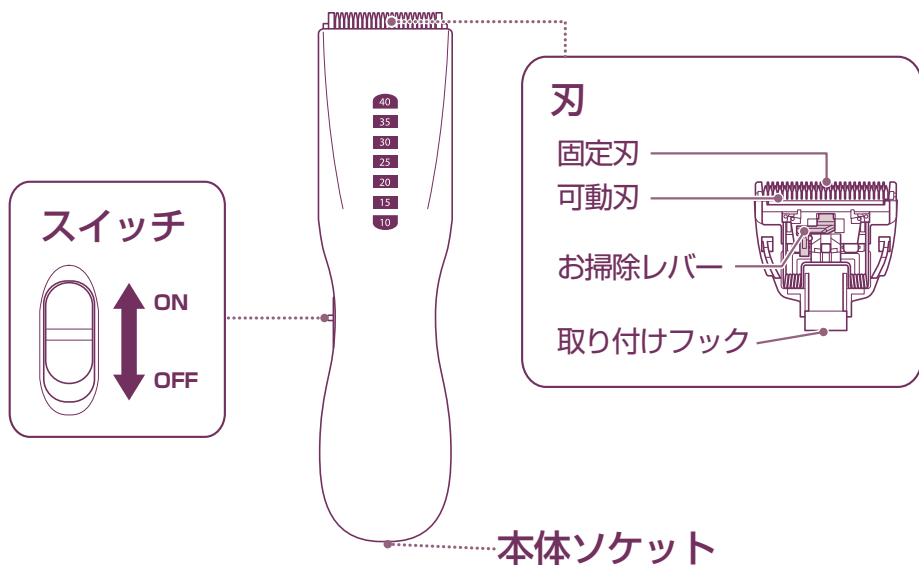 刃
固定刃
可動刃
お掃除レバー
取り付けフック
40
35
30
25
20
15
10
スイッチ
ON
OFF
本体ソケット